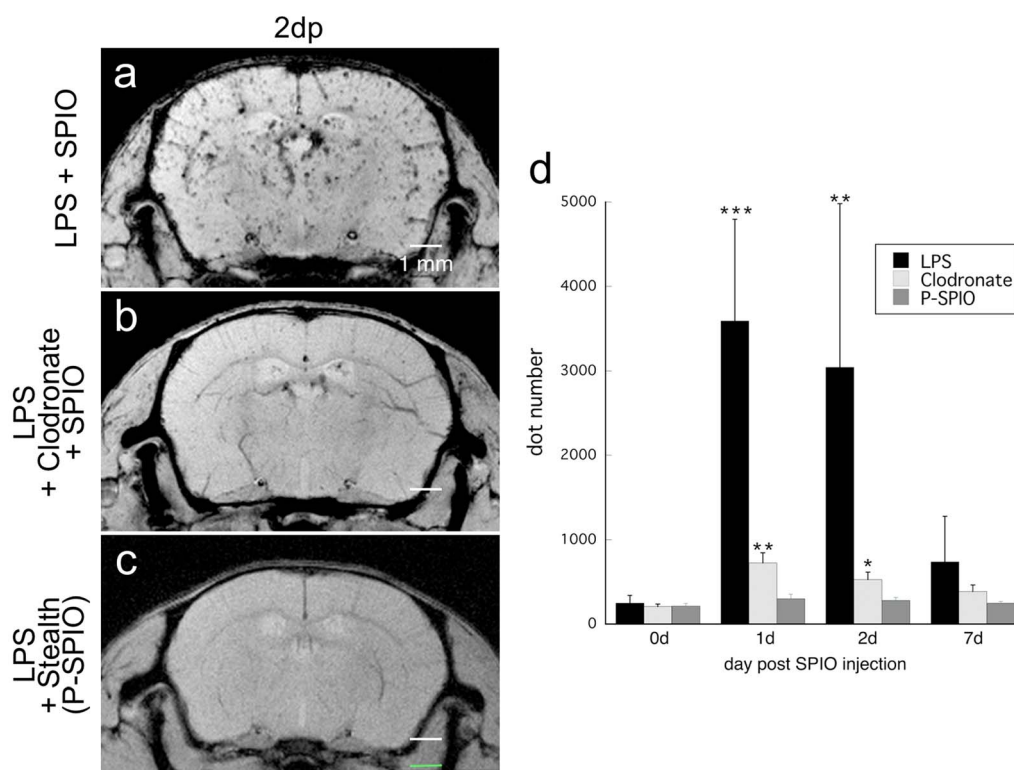 2dp
a
LPS + SPIO
1 mm
b
LPS
+ Clodronate
+ SPIO
c
LPS
+ Stealth
(P-SPIO)
d
5000
4000
3000
2000
1000
0
dot number
***
**
**
*
LPS
Clodronate
P-SPIO
0d
1d
2d
7d
day post SPIO injection